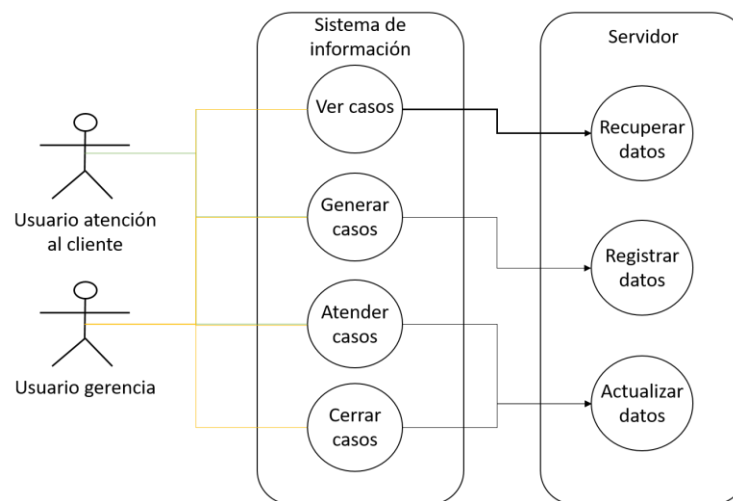 Sistema de
información
Servidor
Ver casos
Recuperar
datos
Usuario atención
al cliente
Generar
casos
Registrar
datos
Atender
casos
Usuario gerencia
Cerrar
casos
Actualizar
datos